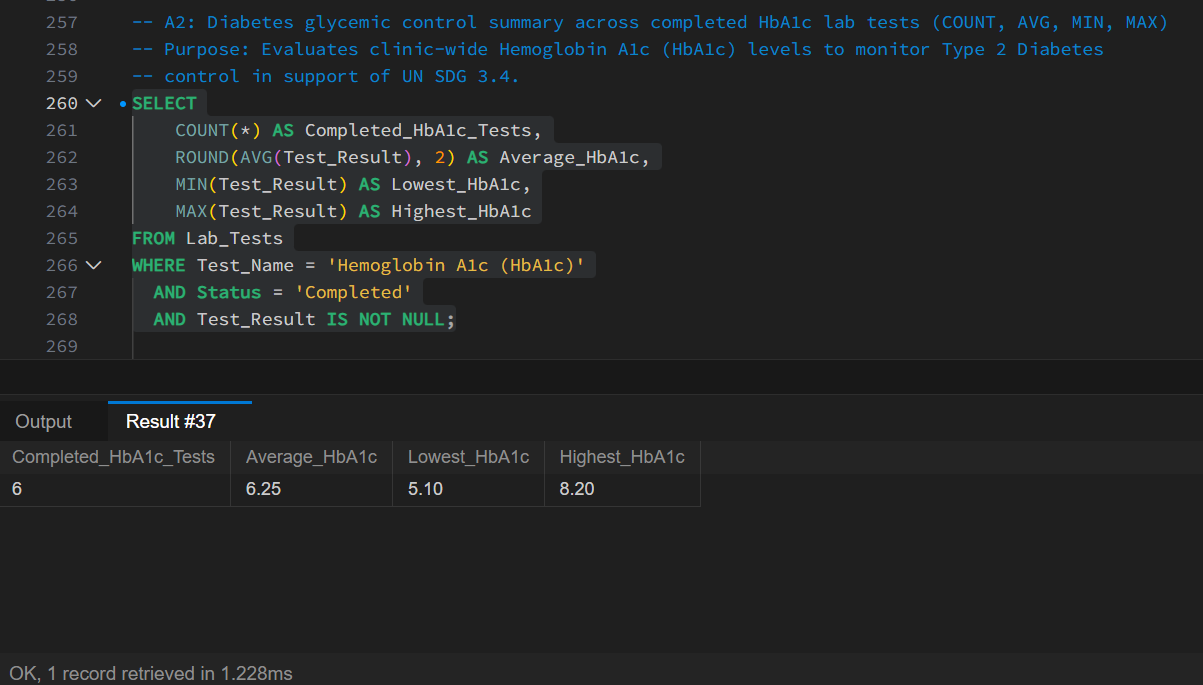 257 -- A2: Diabetes glycemic control summary across completed HbA1c lab tests (COUNT, AVG, MIN, MAX)
258 -- Purpose: Evaluates clinic-wide Hemoglobin A1c (HbA1c) levels to monitor Type 2 Diabetes
259 -- control in support of UN SDG 3.4.
260 SELECT
261 COUNT(*) AS Completed_HbA1c_Tests,
262 ROUND(AVG(Test_Result), 2) AS Average_HbA1c,
263 MIN(Test_Result) AS Lowest_HbA1c,
264 MAX(Test_Result) AS Highest_HbA1c
265 FROM Lab_Tests
266 WHERE Test_Name = 'Hemoglobin A1c (HbA1c)'
267 AND Status = 'Completed'
268 AND Test_Result IS NOT NULL;
269
Output Result #37
Completed_HbA1c_Tests Average_HbA1c Lowest_HbA1c Highest_HbA1c
6 6.25 5.10 8.20
OK, 1 record retrieved in 1.228ms